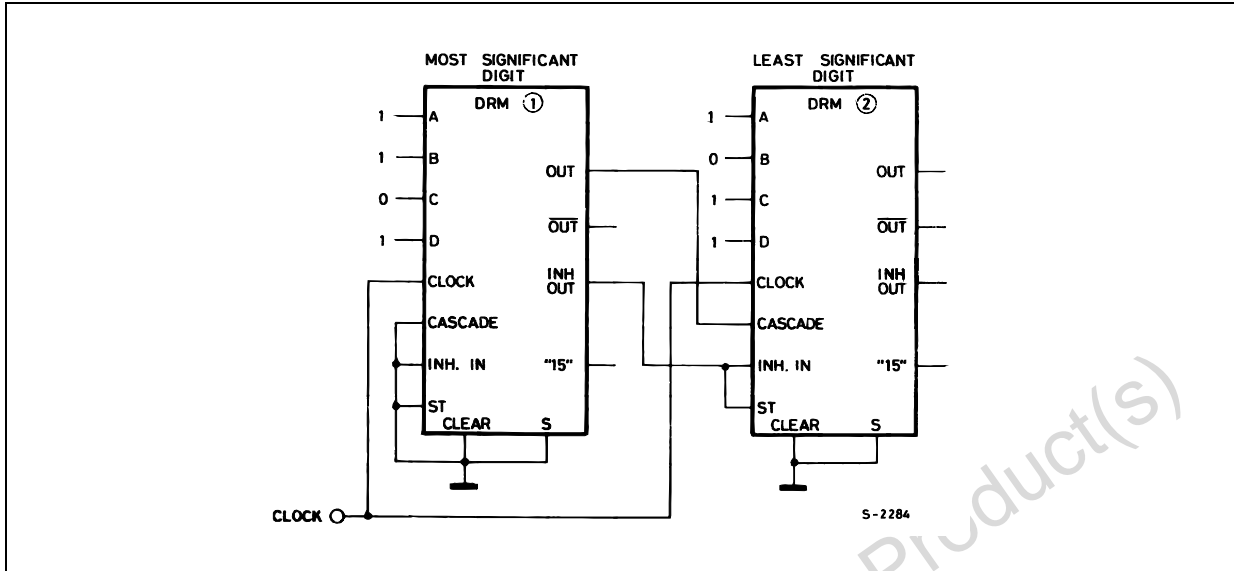 MOST SIGNIFICANT
DIGIT
DRM 1
1
A
1
B
0
C
1
D
CLOCK
CASCADE
INH. IN
ST
CLEAR
S
OUT
OUT
INH
OUT
"15"
LEAST SIGNIFICANT
DIGIT
DRM 2
1
A
0
B
1
C
1
D
CLOCK
CASCADE
INH. IN
ST
CLEAR
S
OUT
OUT
INH
OUT
"15"
CLOCK
S-2284
Product(s)